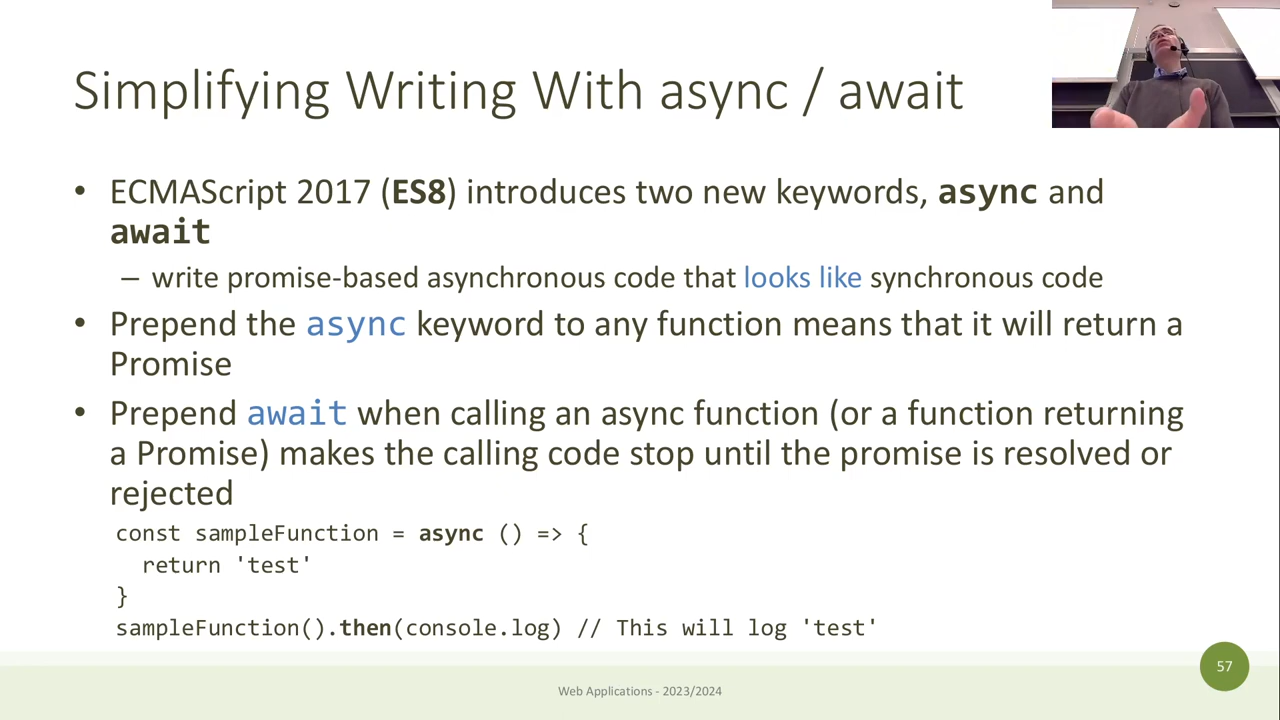 Simplifying Writing With async / await
• ECMAScript 2017 (ES8) introduces two new keywords, async and
await
– write promise-based asynchronous code that looks like synchronous code
• Prepend the async keyword to any function means that it will return a
Promise
• Prepend await when calling an async function (or a function returning
a Promise) makes the calling code stop until the promise is resolved or
rejected
const sampleFunction = async () => {
  return 'test'
}
sampleFunction().then(console.log) // This will log 'test'
57
Web Applications - 2023/2024